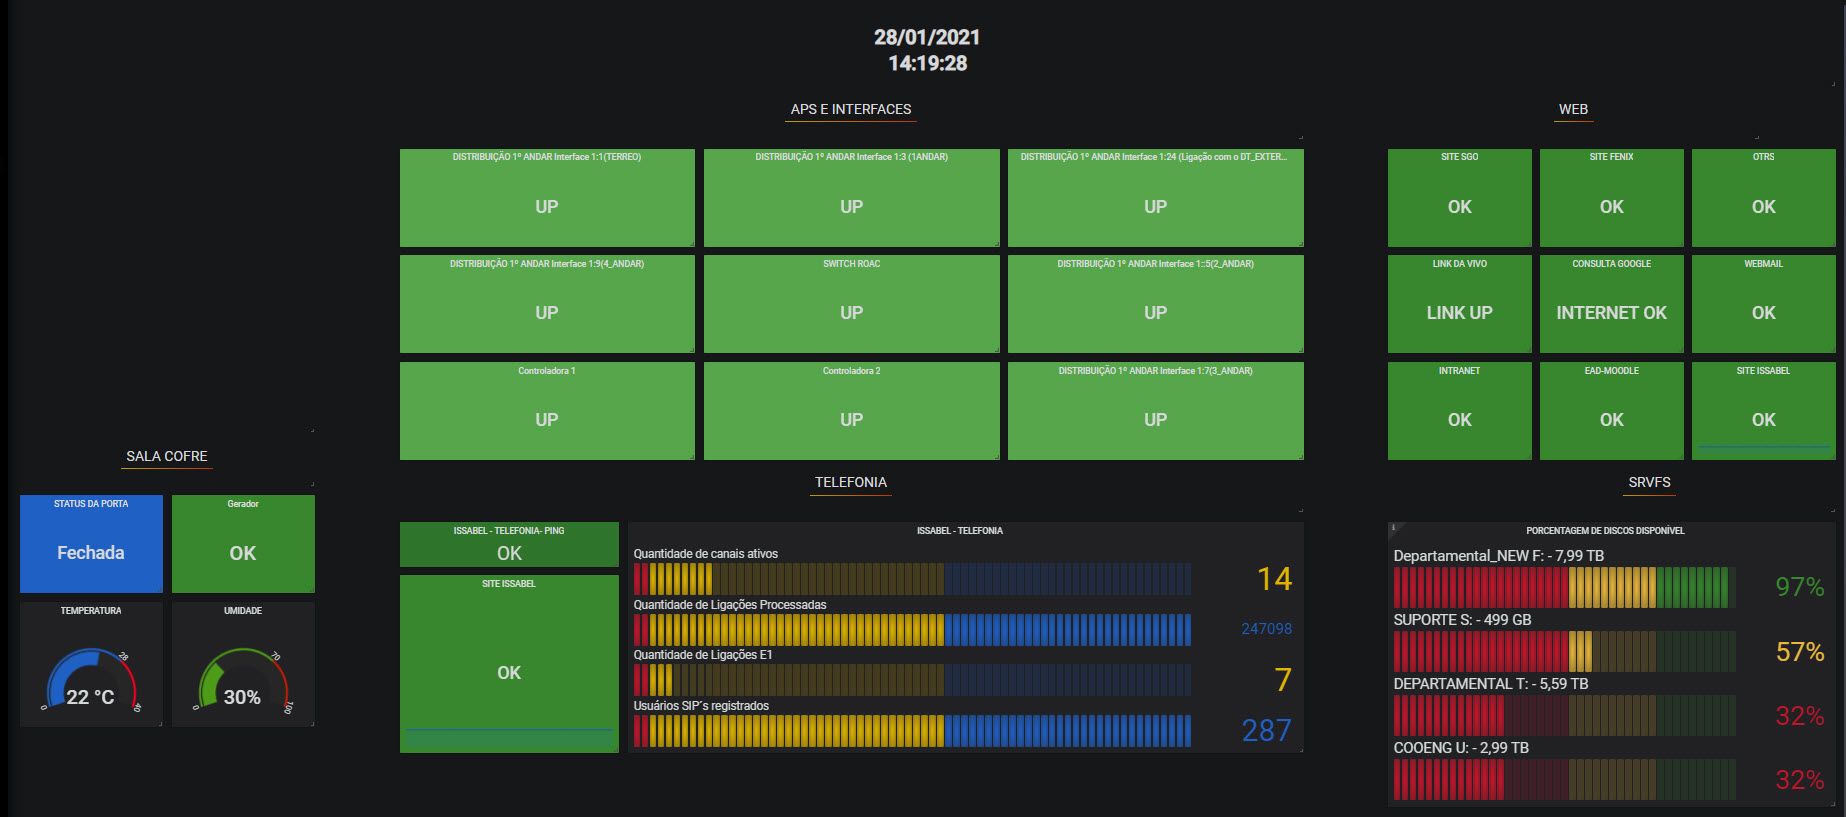 28/01/2021
14:19:28
APS E INTERFACES
DISTRIBUIÇÃO 1º ANDAR Interface 1:1(TERREO)
UP
DISTRIBUIÇÃO 1º ANDAR Interface 1:3 (1ANDAR)
UP
DISTRIBUIÇÃO 1º ANDAR Interface 1:24 (Ligação com o DT_EXTER...
UP
DISTRIBUIÇÃO 1º ANDAR Interface 1:9(4_ANDAR)
UP
SWITCH ROAC
UP
DISTRIBUIÇÃO 1º ANDAR Interface 1::5(2_ANDAR)
UP
Controladora 1
UP
Controladora 2
UP
DISTRIBUIÇÃO 1º ANDAR Interface 1:7(3_ANDAR)
UP
WEB
SITE SGO
OK
SITE FENIX
OK
OTRS
OK
LINK DA VIVO
LINK UP
CONSULTA GOOGLE
INTERNET OK
WEBMAIL
OK
INTRANET
OK
EAD-MOODLE
OK
SITE ISSABEL
OK
SALA COFRE
STATUS DA PORTA
Fechada
Gerador
OK
TEMPERATURA
0
28
40
22 °C
UMIDADE
0
70
100
30%
TELEFONIA
ISSABEL - TELEFONIA- PING
OK
SITE ISSABEL
OK
ISSABEL - TELEFONIA
Quantidade de canais ativos
14
Quantidade de Ligações Processadas
247098
Quantidade de Ligações E1
7
Usuários SIP´s registrados
287
SRVFS
PORCENTAGEM DE DISCOS DISPONÍVEL
Departamental_NEW F: - 7,99 TB
97%
SUPORTE S: - 499 GB
57%
DEPARTAMENTAL T: - 5,59 TB
32%
COOENG U: - 2,99 TB
32%